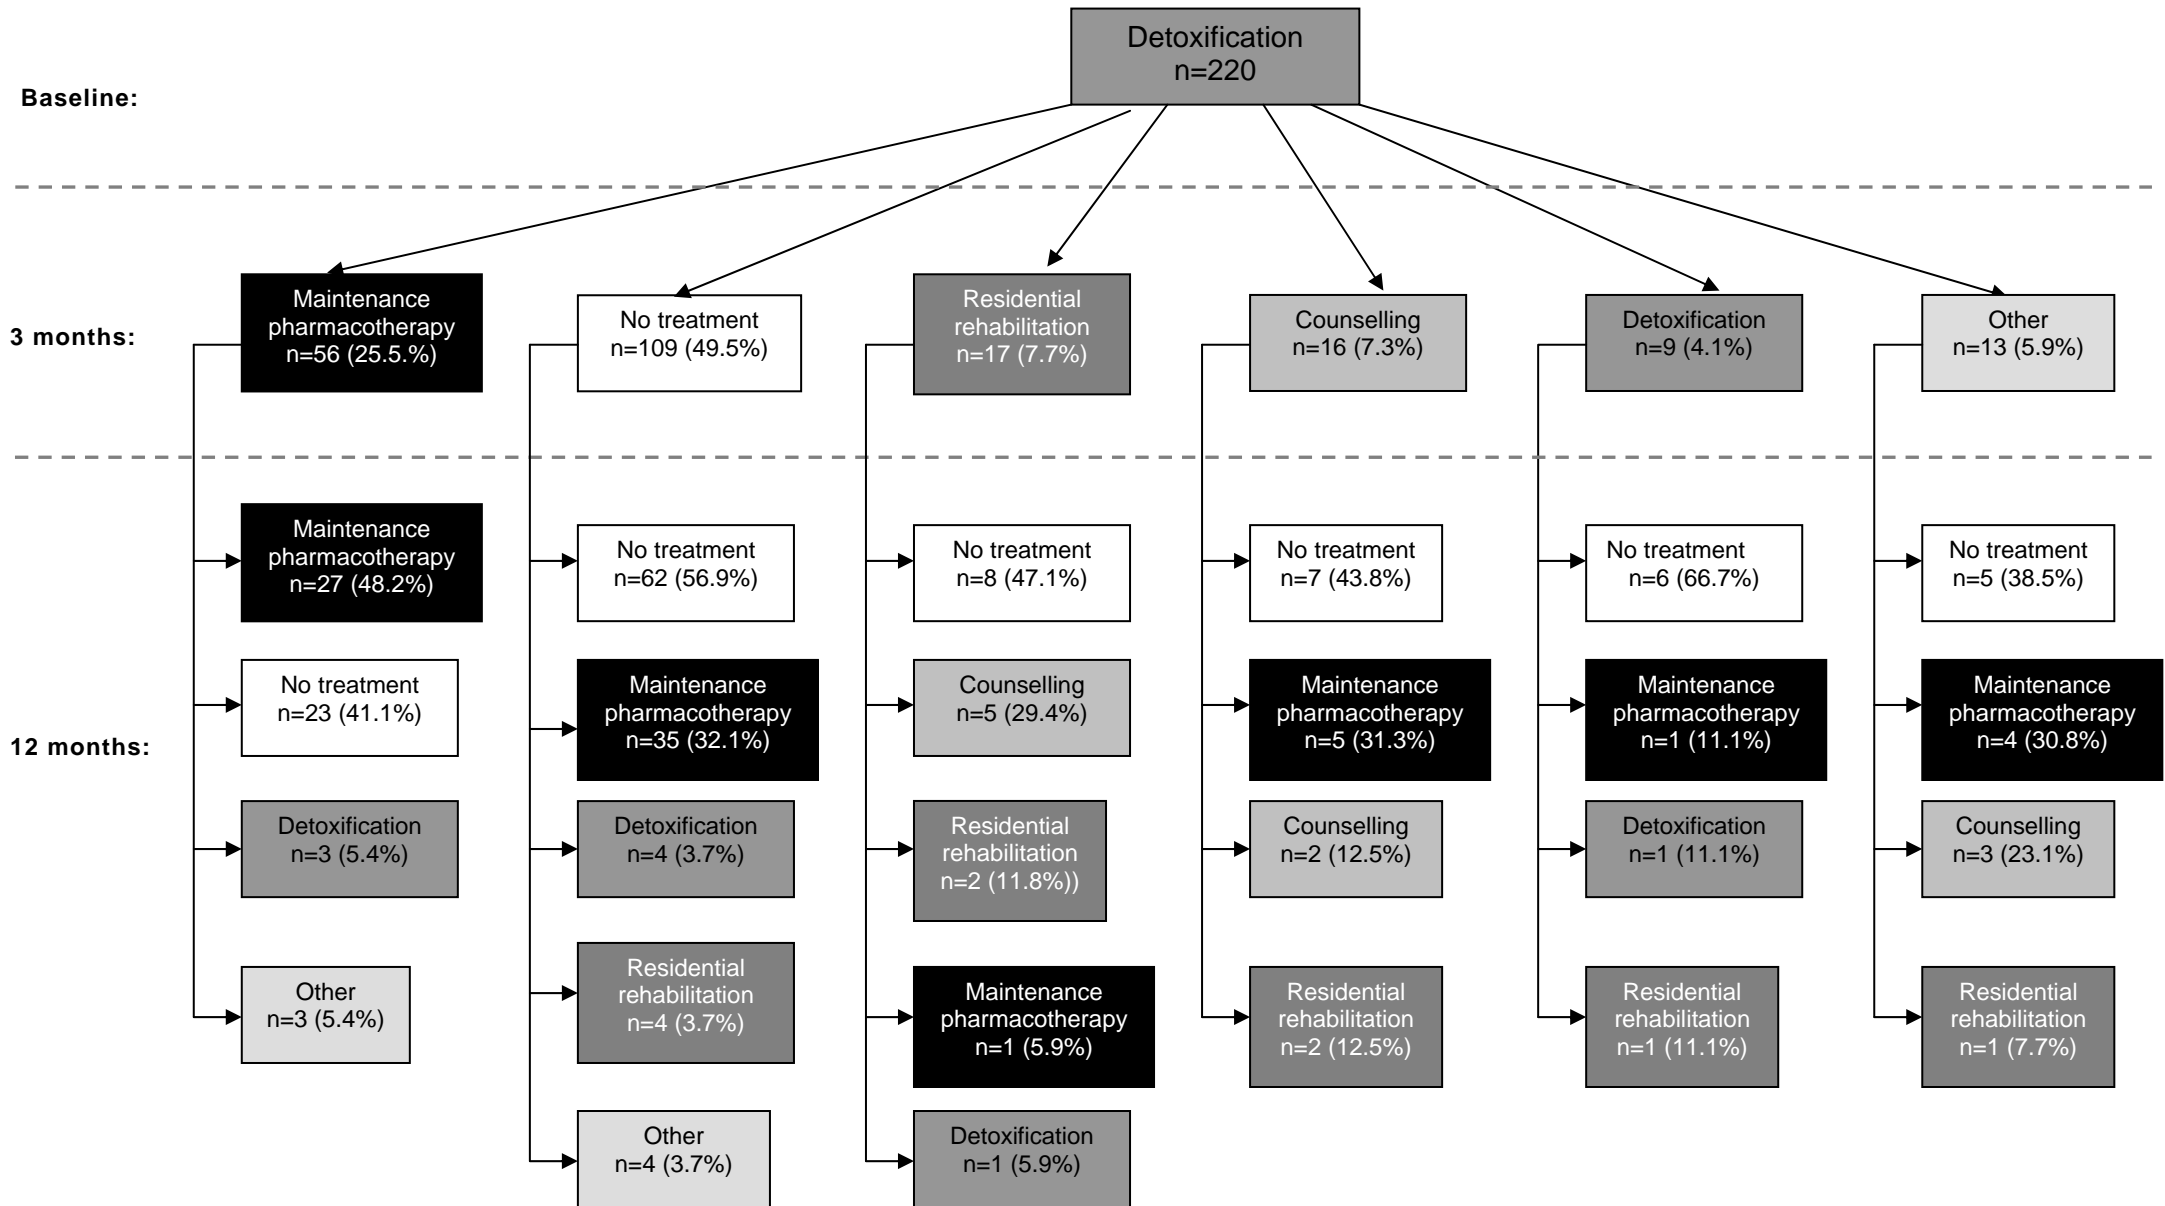 Detoxification
n=220
Baseline:
3 months:
Maintenance
pharmacotherapy
n=56 (25.5.%)
No treatment
n=109 (49.5%)
Residential
rehabilitation
n=17 (7.7%)
Counselling
n=16 (7.3%)
Detoxification
n=9 (4.1%)
Other
n=13 (5.9%)
12 months:
Maintenance
pharmacotherapy
n=27 (48.2%)
No treatment
n=62 (56.9%)
No treatment
n=8 (47.1%)
No treatment
n=7 (43.8%)
No treatment
n=6 (66.7%)
No treatment
n=5 (38.5%)
No treatment
n=23 (41.1%)
Maintenance
pharmacotherapy
n=35 (32.1%)
Counselling
n=5 (29.4%)
Maintenance
pharmacotherapy
n=5 (31.3%)
Maintenance
pharmacotherapy
n=1 (11.1%)
Maintenance
pharmacotherapy
n=4 (30.8%)
Detoxification
n=3 (5.4%)
Detoxification
n=4 (3.7%)
Residential
rehabilitation
n=2 (11.8%))
Counselling
n=2 (12.5%)
Detoxification
n=1 (11.1%)
Counselling
n=3 (23.1%)
Other
n=3 (5.4%)
Residential
rehabilitation
n=4 (3.7%)
Maintenance
pharmacotherapy
n=1 (5.9%)
Residential
rehabilitation
n=2 (12.5%)
Residential
rehabilitation
n=1 (11.1%)
Residential
rehabilitation
n=1 (7.7%)
Other
n=4 (3.7%)
Detoxification
n=1 (5.9%)